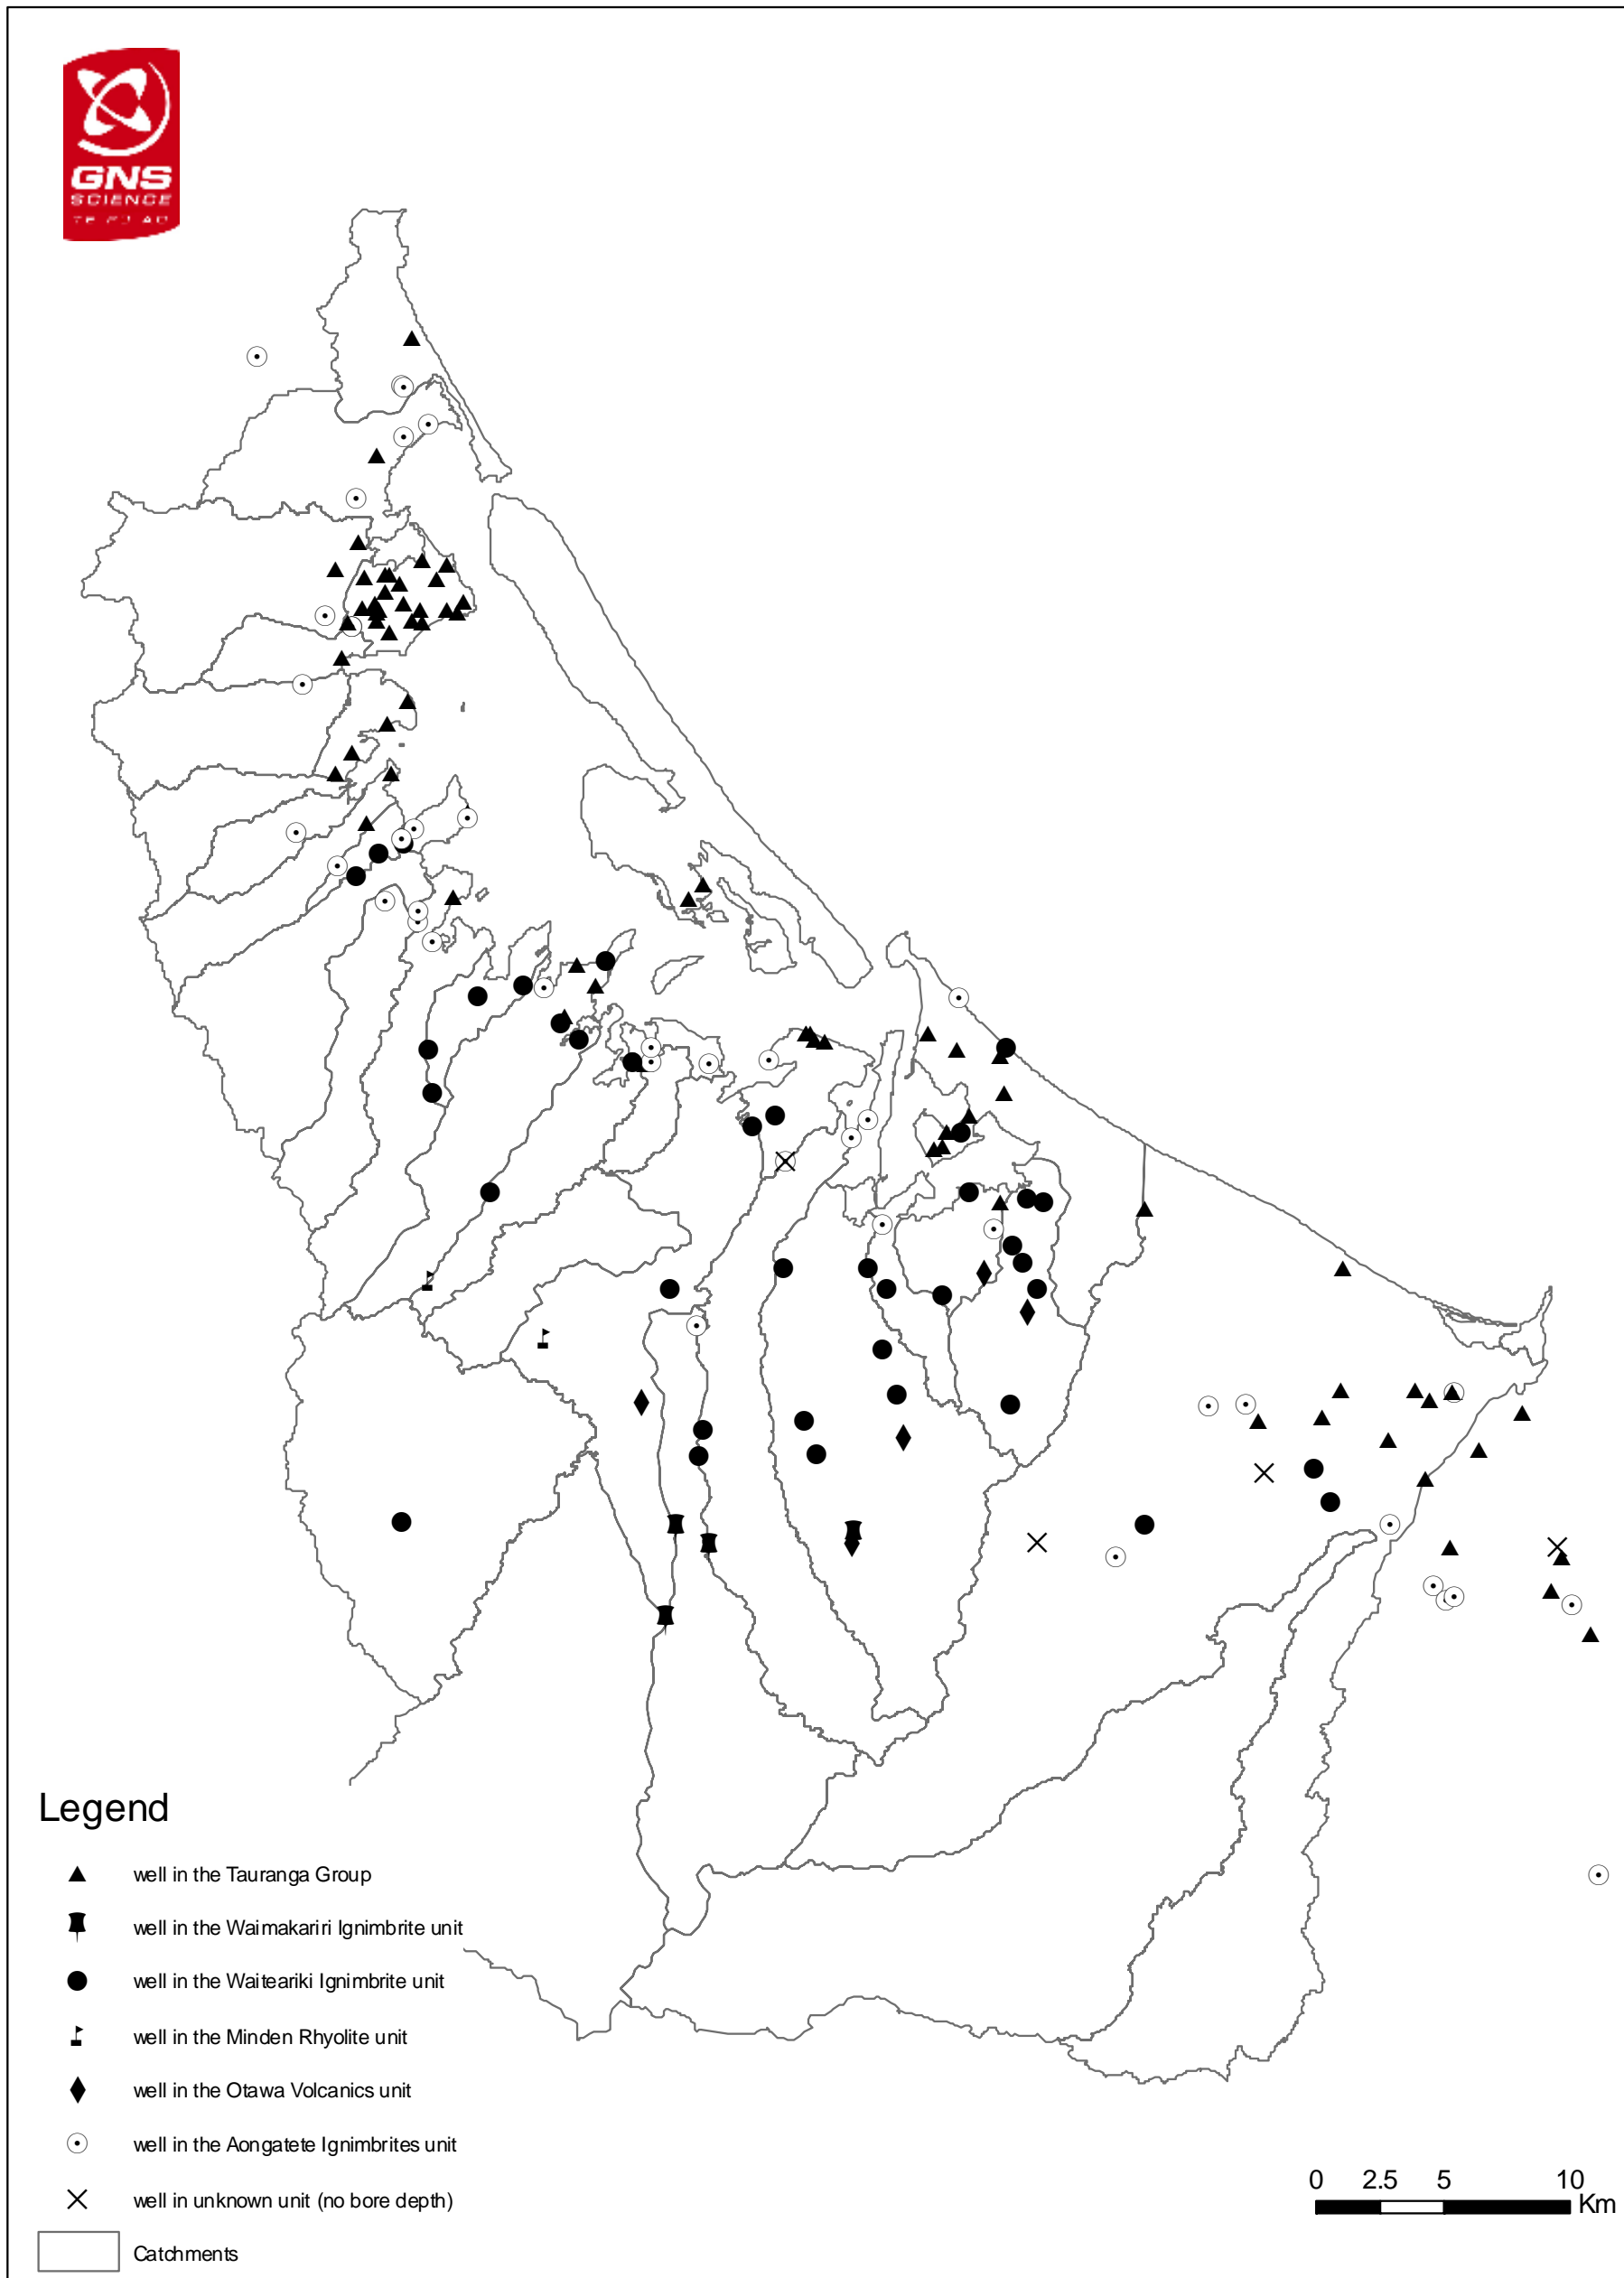 GNS
SCIENCE
Legend
well in the Tauranga Group
well in the Waimakariri Ignimbrite unit
well in the Waiteariki Ignimbrite unit
well in the Minden Rhyolite unit
well in the Otawa Volcanics unit
well in the Aongatete Ignimbrites unit
well in unknown unit (no bore depth)
Catchments
0 2.5 5 10
Km